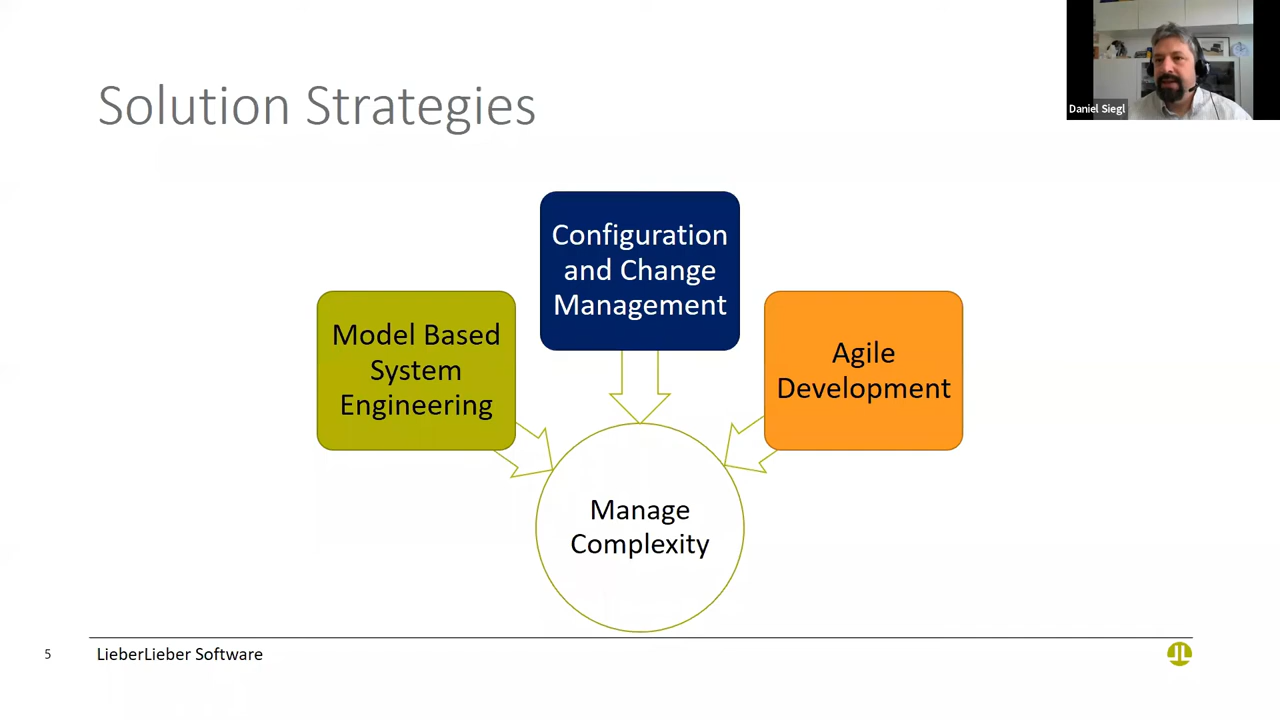 Solution Strategies
Daniel Siegl
Configuration
and Change
Management
Model Based
System
Engineering
Agile
Development
Manage
Complexity
5
LieberLieber Software